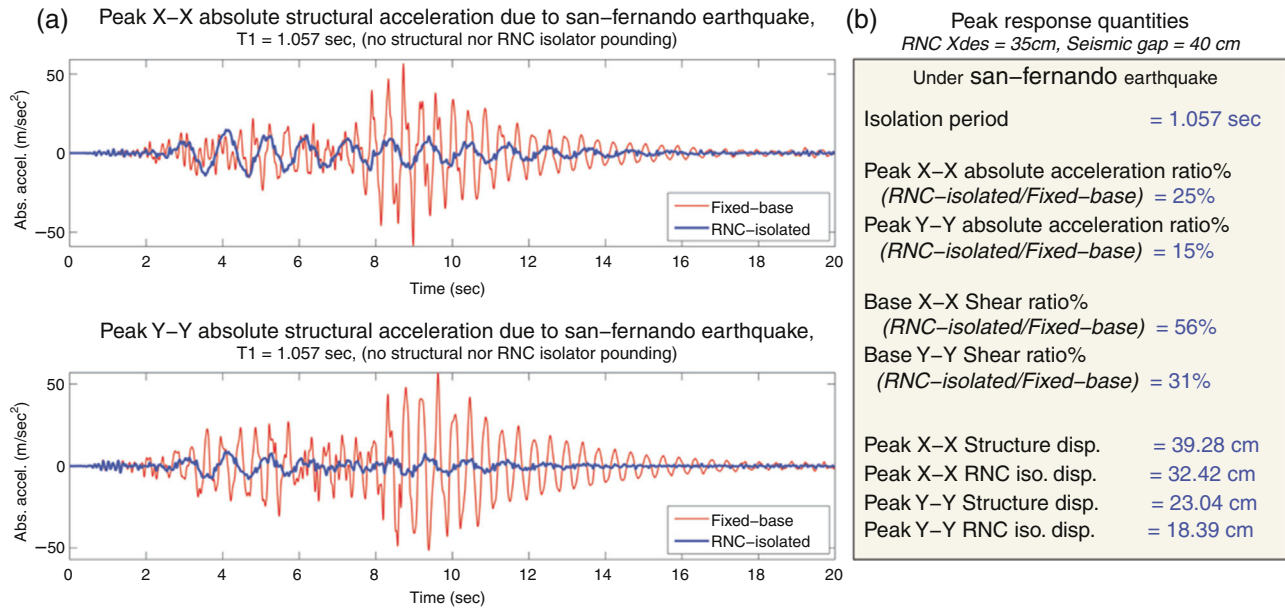 (a)
Peak X−X absolute structural acceleration due to san−fernando earthquake,
T1 = 1.057 sec, (no structural nor RNC isolator pounding)
Abs. accel. (m/sec²)
50
0
−50
Fixed−base
RNC−isolated
0 2 4 6 8 10 12 14 16 18 20
Time (sec)
Peak Y−Y absolute structural acceleration due to san−fernando earthquake,
T1 = 1.057 sec, (no structural nor RNC isolator pounding)
Abs. accel. (m/sec²)
50
0
−50
Fixed−base
RNC−isolated
0 2 4 6 8 10 12 14 16 18 20
Time (sec)
(b)
Peak response quantities
RNC Xdes = 35cm, Seismic gap = 40 cm
Under san−fernando earthquake
Isolation period = 1.057 sec
Peak X−X absolute acceleration ratio%
(RNC−isolated/Fixed−base) = 25%
Peak Y−Y absolute acceleration ratio%
(RNC−isolated/Fixed−base) = 15%
Base X−X Shear ratio%
(RNC−isolated/Fixed−base) = 56%
Base Y−Y Shear ratio%
(RNC−isolated/Fixed−base) = 31%
Peak X−X Structure disp. = 39.28 cm
Peak X−X RNC iso. disp. = 32.42 cm
Peak Y−Y Structure disp. = 23.04 cm
Peak Y−Y RNC iso. disp. = 18.39 cm